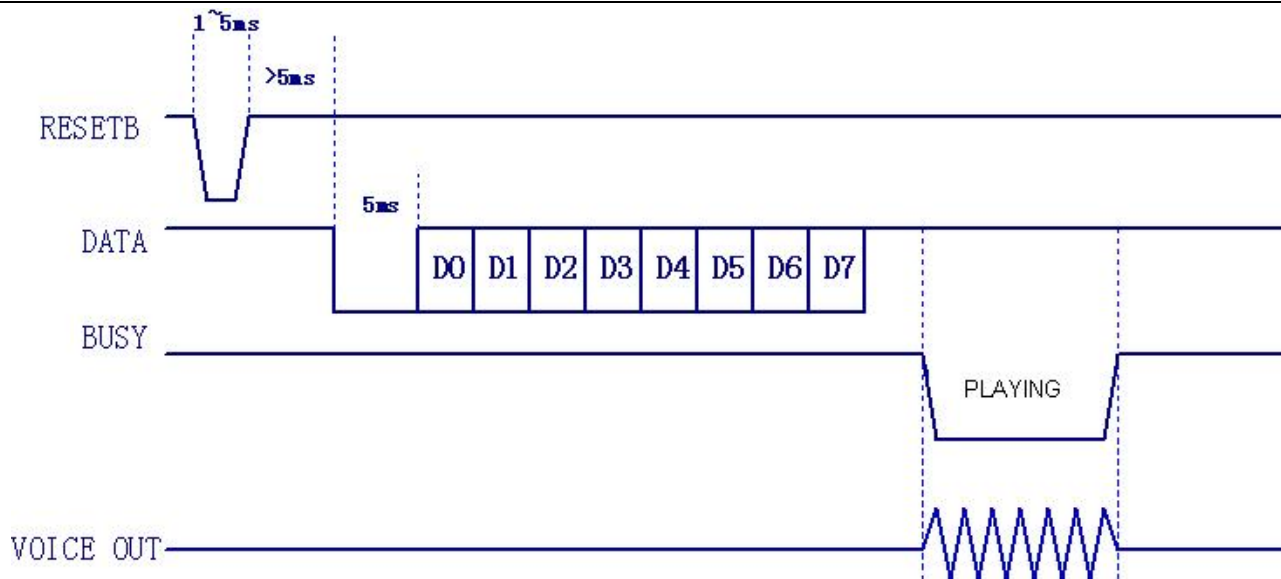 1~5ms
>5ms
RESETB
5ms
DATA
D0 D1 D2 D3 D4 D5 D6 D7
BUSY
PLAYING
VOICE OUT